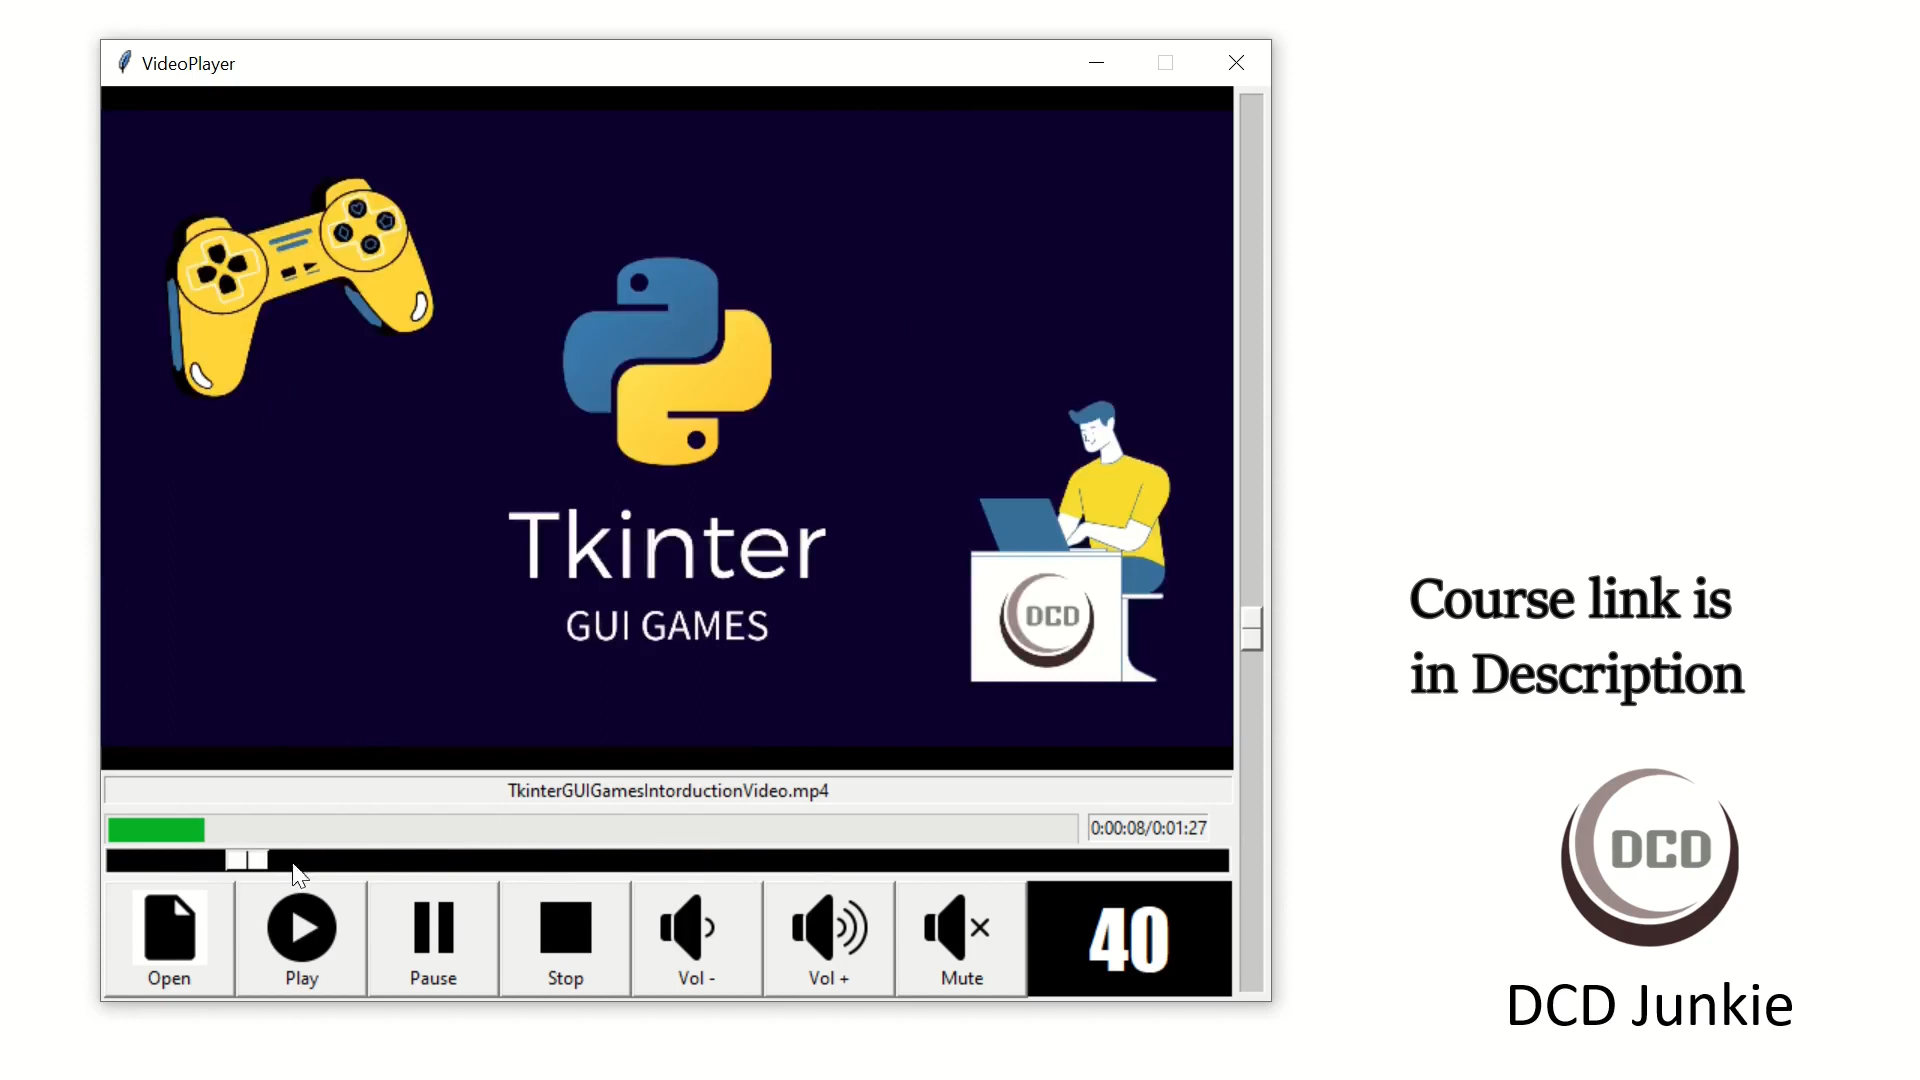 VideoPlayer
Tkinter
GUI GAMES
DCD
TkinterGUIGamesIntorductionVideo.mp4
0:00:08/0:01:27
Open
Play
Pause
Stop
Vol -
Vol +
Mute
40
Course link is
in Description
DCD
DCD Junkie